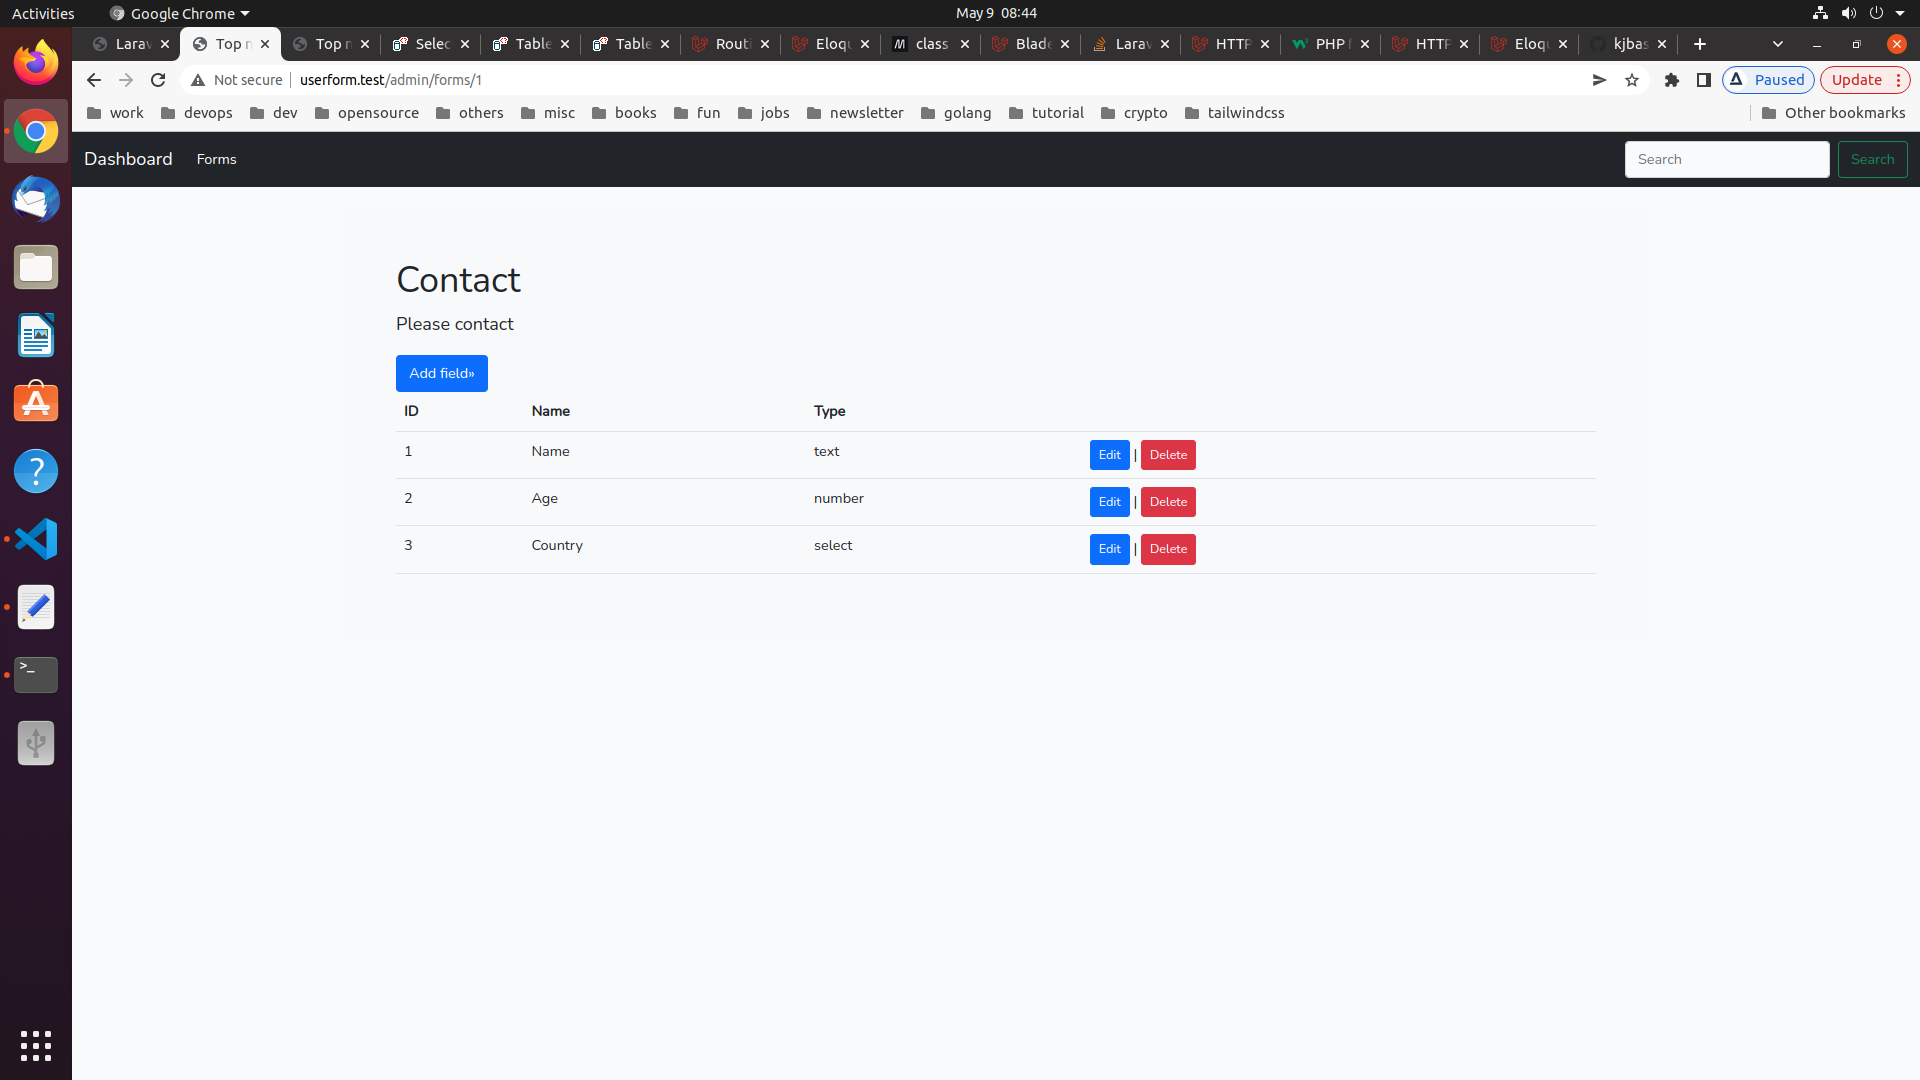 Activities Google Chrome May 9 08:44
Larav Top n Top n Selec Table Table Routi Eloqu class Blade Larav HTTP PHP f HTTP Eloqu kjbas
Not secure userform.test/admin/forms/1 Paused Update
work devops dev opensource others misc books fun jobs newsletter golang tutorial crypto tailwindcss Other bookmarks
Dashboard Forms Search Search
Contact
Please contact
Add field»
ID Name Type
1 Name text Edit | Delete
2 Age number Edit | Delete
3 Country select Edit | Delete